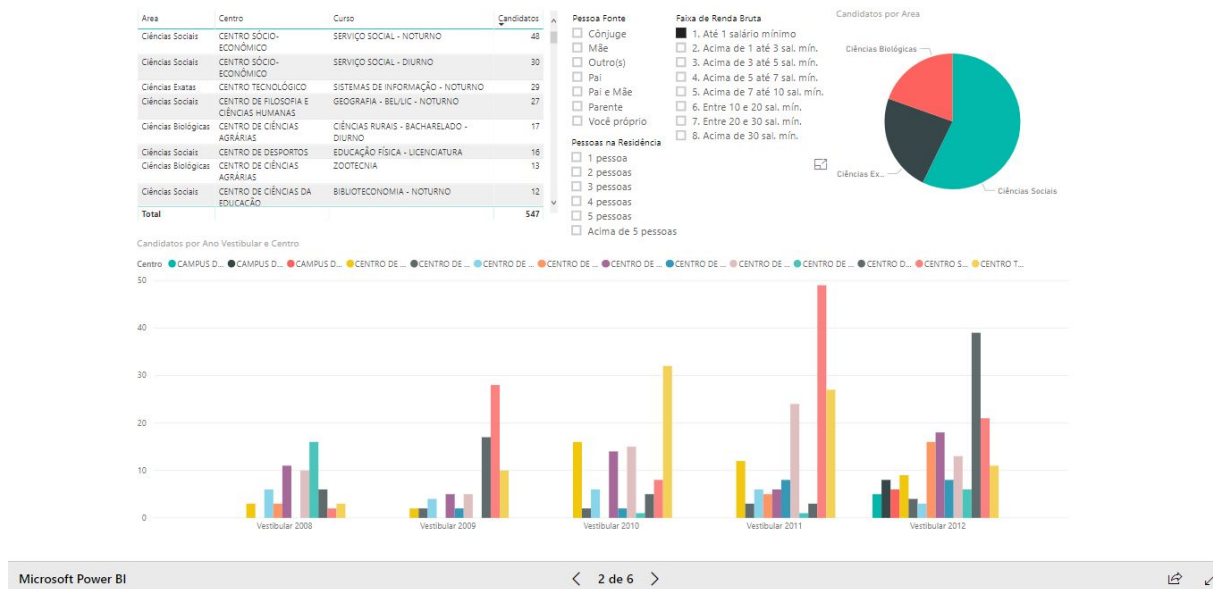 Area Centro Curso Candidatos
Ciências Sociais CENTRO SÓCIO- SERVIÇO SOCIAL - NOTURNO 48
ECONÔMICO
Ciências Sociais CENTRO SÓCIO- SERVIÇO SOCIAL - DIURNO 30
ECONÔMICO
Ciências Exatas CENTRO TECNOLÓGICO SISTEMAS DE INFORMAÇÃO - NOTURNO 29
Ciências Sociais CENTRO DE FILOSOFIA E GEOGRAFIA - BEL/LIC - NOTURNO 27
CIÊNCIAS HUMANAS
Ciências Biológicas CENTRO DE CIÊNCIAS CIÊNCIAS RURAIS - BACHARELADO - 17
AGRÁRIAS DIURNO
Ciências Sociais CENTRO DE DESPORTOS EDUCAÇÃO FÍSICA - LICENCIATURA 16
Ciências Biológicas CENTRO DE CIÊNCIAS ZOOTECNIA 13
AGRÁRIAS
Ciências Sociais CENTRO DE CIÊNCIAS DA BIBLIOTECONOMIA - NOTURNO 12
EDUCAÇÃO
Total 547
Pessoa Fonte
Cônjuge
Mãe
Outro(s)
Pai
Pai e Mãe
Parente
Você próprio
Pessoas na Residência
1 pessoa
2 pessoas
3 pessoas
4 pessoas
5 pessoas
Acima de 5 pessoas
Faixa de Renda Bruta
1. Até 1 salário mínimo
2. Acima de 1 até 3 sal. mín.
3. Acima de 3 até 5 sal. mín.
4. Acima de 5 até 7 sal. mín.
5. Acima de 7 até 10 sal. mín.
6. Entre 10 e 20 sal. mín.
7. Entre 20 e 30 sal. mín.
8. Acima de 30 sal. mín.
Candidatos por Area
Ciências Biológicas
Ciências Ex...
Ciências Sociais
Candidatos por Ano Vestibular e Centro
Centro CAMPUS D... CAMPUS D... CAMPUS D... CENTRO DE ... CENTRO DE ... CENTRO DE ... CENTRO DE ... CENTRO DE ... CENTRO DE ... CENTRO DE ... CENTRO DE ... CENTRO D... CENTRO S... CENTRO T...
50
40
30
20
10
0
Vestibular 2008 Vestibular 2009 Vestibular 2010 Vestibular 2011 Vestibular 2012
Microsoft Power BI 2 de 6